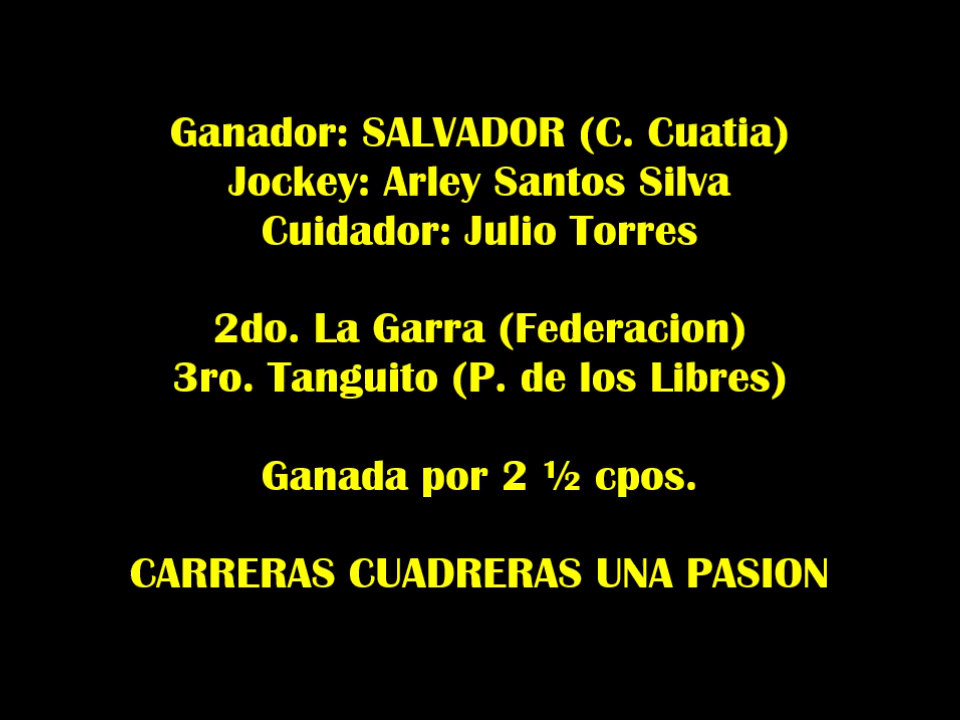 Ganador: SALVADOR (C. Cuatia)
Jockey: Arley Santos Silva
Cuidador: Julio Torres
2do. La Garra (Federacion)
3ro. Tanguito (P. de los Libres)
Ganada por 2 ½ cpos.
CARRERAS CUADRERAS UNA PASION